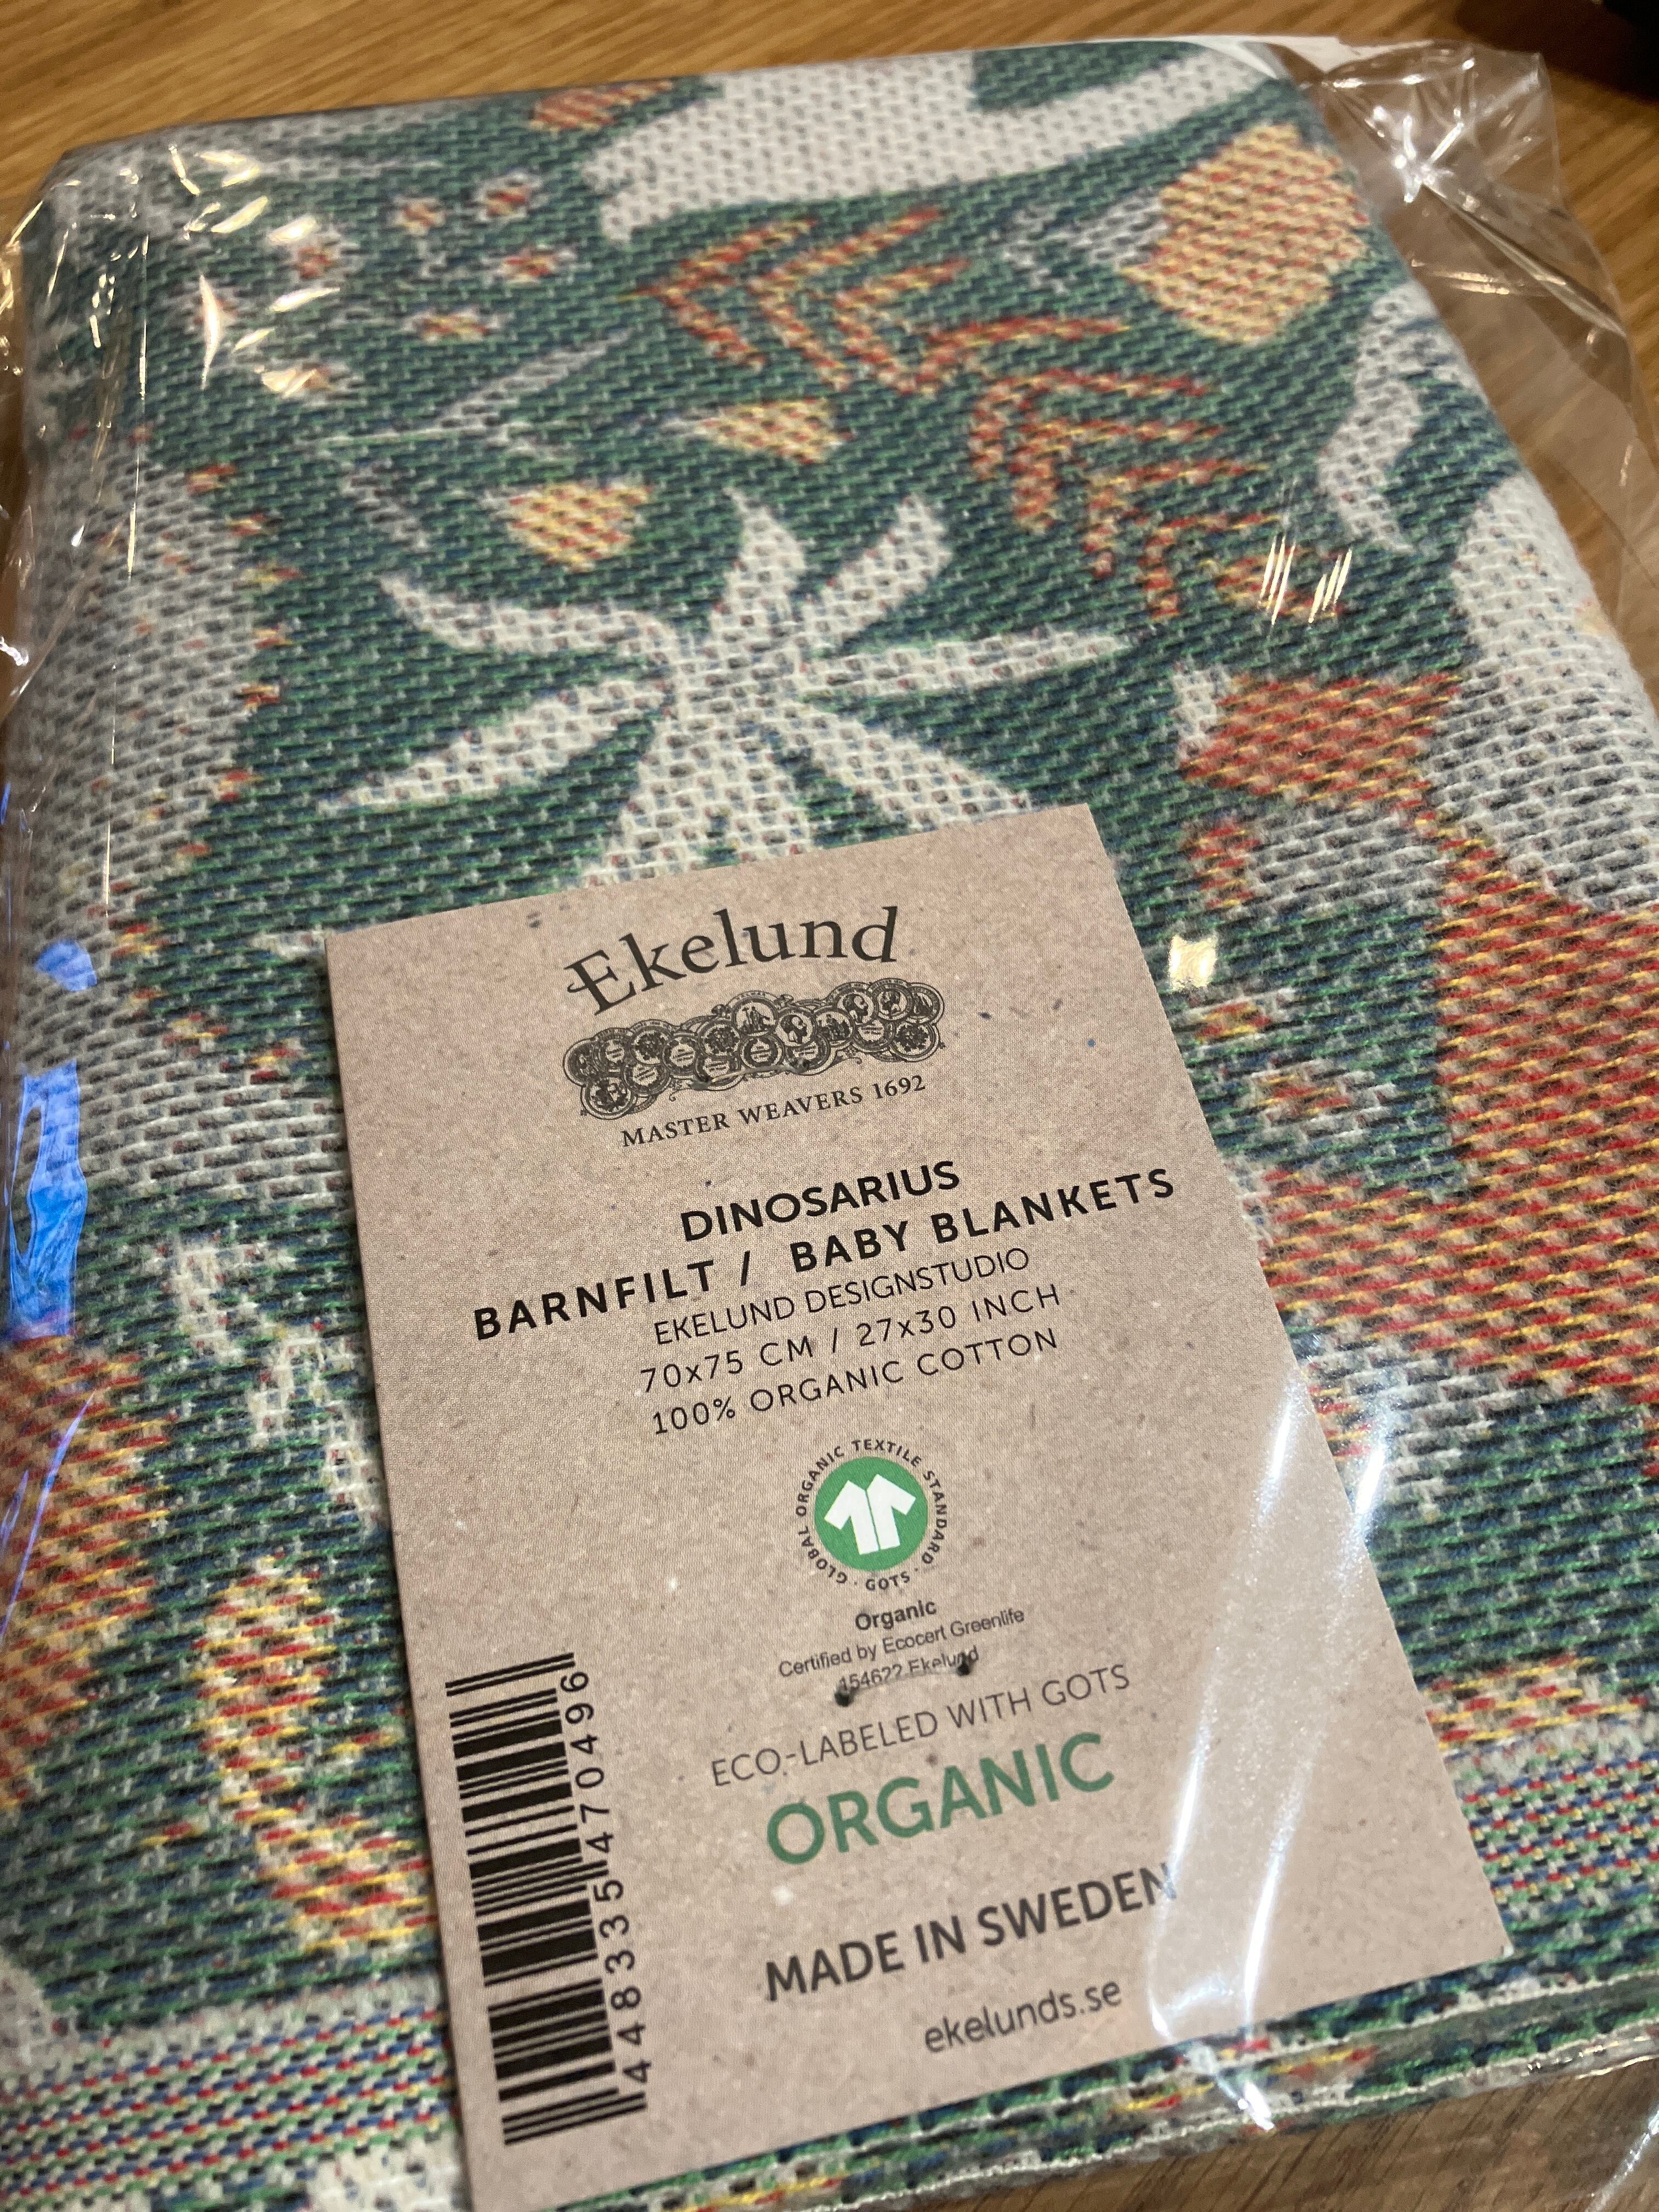 Ekelund
MASTER WEAVERS 1692
DINOSARIUS
BARNFILT / BABY BLANKETS
EKELUND DESIGNSTUDIO
70x75 CM / 27x30 INCH
100% ORGANIC COTTON
GLOBAL ORGANIC TEXTILE STANDARD · GOTS ·
Organic
Certified by Ecocert Greenlife
154622 Ekelund
ECO-LABELED WITH GOTS
ORGANIC
MADE IN SWEDEN
ekelunds.se
448335470496